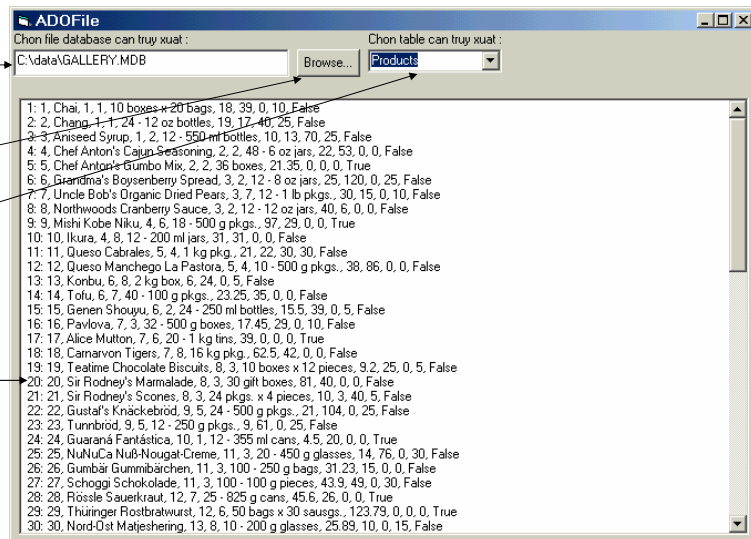 ADOFile
Chon file database can truy xuat :
Chon table can truy xuat :
C:\data\GALLERY.MDB
Browse...
Products
1: 1, Chai, 1, 1, 10 boxes x 20 bags, 18, 39, 0, 10, False
2: 2, Chang, 1, 1, 24 - 12 oz bottles, 19, 17, 40, 25, False
3: 3, Aniseed Syrup, 1, 2, 12 - 550 ml bottles, 10, 13, 70, 25, False
4: 4, Chef Anton's Cajun Seasoning, 2, 2, 48 - 6 oz jars, 22, 53, 0, 0, False
5: 5, Chef Anton's Gumbo Mix, 2, 2, 36 boxes, 21.35, 0, 0, 0, True
6: 6, Grandma's Boysenberry Spread, 3, 2, 12 - 8 oz jars, 25, 120, 0, 25, False
7: 7, Uncle Bob's Organic Dried Pears, 3, 7, 12 - 1 lb pkgs., 30, 15, 0, 10, False
8: 8, Northwoods Cranberry Sauce, 3, 2, 12 - 12 oz jars, 40, 6, 0, 0, False
9: 9, Mishi Kobe Niku, 4, 6, 18 - 500 g pkgs., 97, 29, 0, 0, True
10: 10, Ikura, 4, 8, 12 - 200 ml jars, 31, 31, 0, 0, False
11: 11, Queso Cabrales, 5, 4, 1 kg pkg., 21, 22, 30, 30, False
12: 12, Queso Manchego La Pastora, 5, 4, 10 - 500 g pkgs., 38, 86, 0, 0, False
13: 13, Konbu, 6, 8, 2 kg box, 6, 24, 0, 5, False
14: 14, Tofu, 6, 7, 40 - 100 g pkgs., 23.25, 35, 0, 0, False
15: 15, Genen Shouyu, 6, 2, 24 - 250 ml bottles, 15.5, 39, 0, 5, False
16: 16, Pavlova, 7, 3, 32 - 500 g boxes, 17.45, 29, 0, 10, False
17: 17, Alice Mutton, 7, 6, 20 - 1 kg tins, 39, 0, 0, 0, True
18: 18, Carnarvon Tigers, 7, 8, 16 kg pkg., 62.5, 42, 0, 0, False
19: 19, Teatime Chocolate Biscuits, 8, 3, 10 boxes x 12 pieces, 9.2, 25, 0, 5, False
20: 20, Sir Rodney's Marmalade, 8, 3, 30 gift boxes, 81, 40, 0, 0, False
21: 21, Sir Rodney's Scones, 8, 3, 24 pkgs. x 4 pieces, 10, 3, 40, 5, False
22: 22, Gustaf's Knäckebröd, 9, 5, 24 - 500 g pkgs., 21, 104, 0, 25, False
23: 23, Tunnbröd, 9, 5, 12 - 250 g pkgs., 9, 61, 0, 25, False
24: 24, Guaraná Fantástica, 10, 1, 12 - 355 ml cans, 4.5, 20, 0, 0, True
25: 25, NuNuCa Nuß-Nougat-Creme, 11, 3, 20 - 450 g glasses, 14, 76, 0, 30, False
26: 26, Gumbär Gummibärchen, 11, 3, 100 - 250 g bags, 31.23, 15, 0, 0, False
27: 27, Schoggi Schokolade, 11, 3, 100 - 100 g pieces, 43.9, 49, 0, 30, False
28: 28, Rössle Sauerkraut, 12, 7, 25 - 825 g cans, 45.6, 26, 0, 0, True
29: 29, Thüringer Rostbratwurst, 12, 6, 50 bags x 30 sausgs., 123.79, 0, 0, 0, True
30: 30, Nord-Ost Matjeshering, 13, 8, 10 - 200 g glasses, 25.89, 10, 0, 15, False